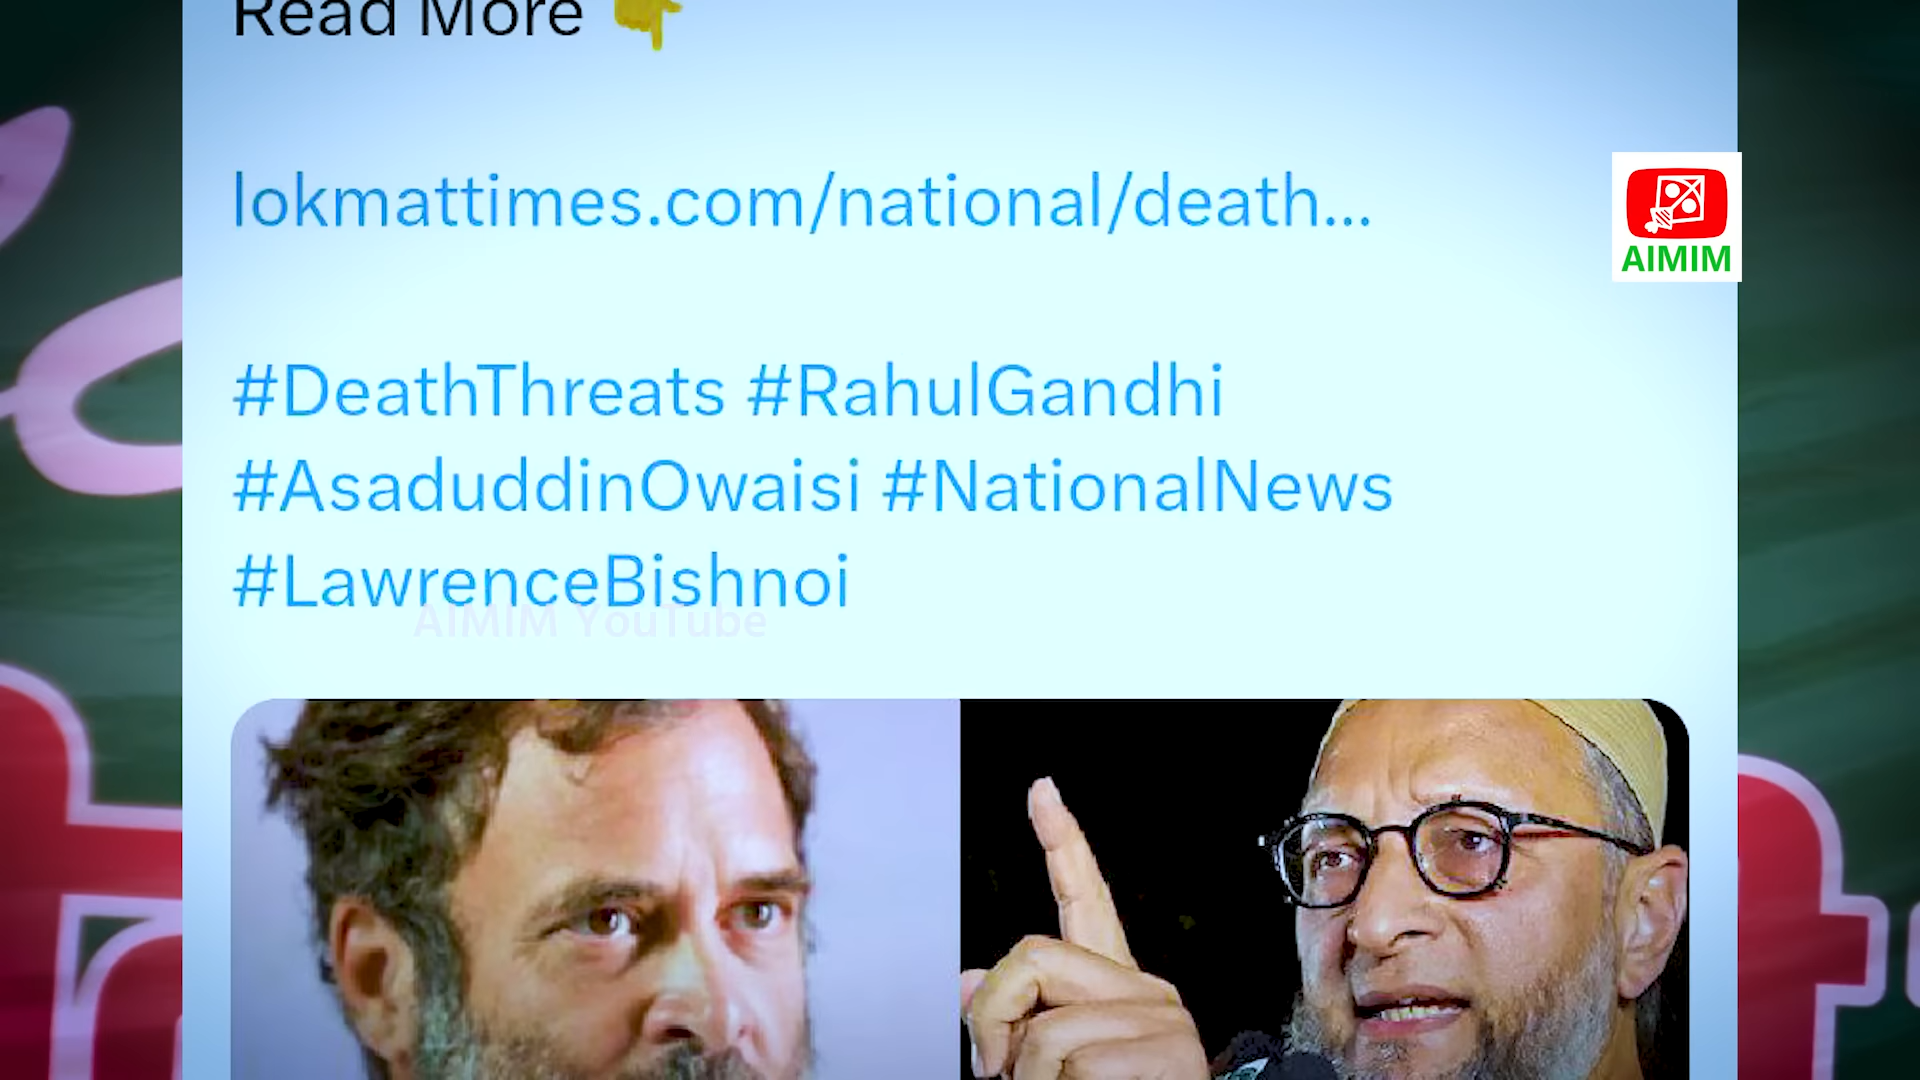 Read More
lokmattimes.com/national/death...
AIMIM
#DeathThreats #RahulGandhi
#AsaduddinOwaisi #NationalNews
#LawrenceBishnoi
AIMIM YouTube